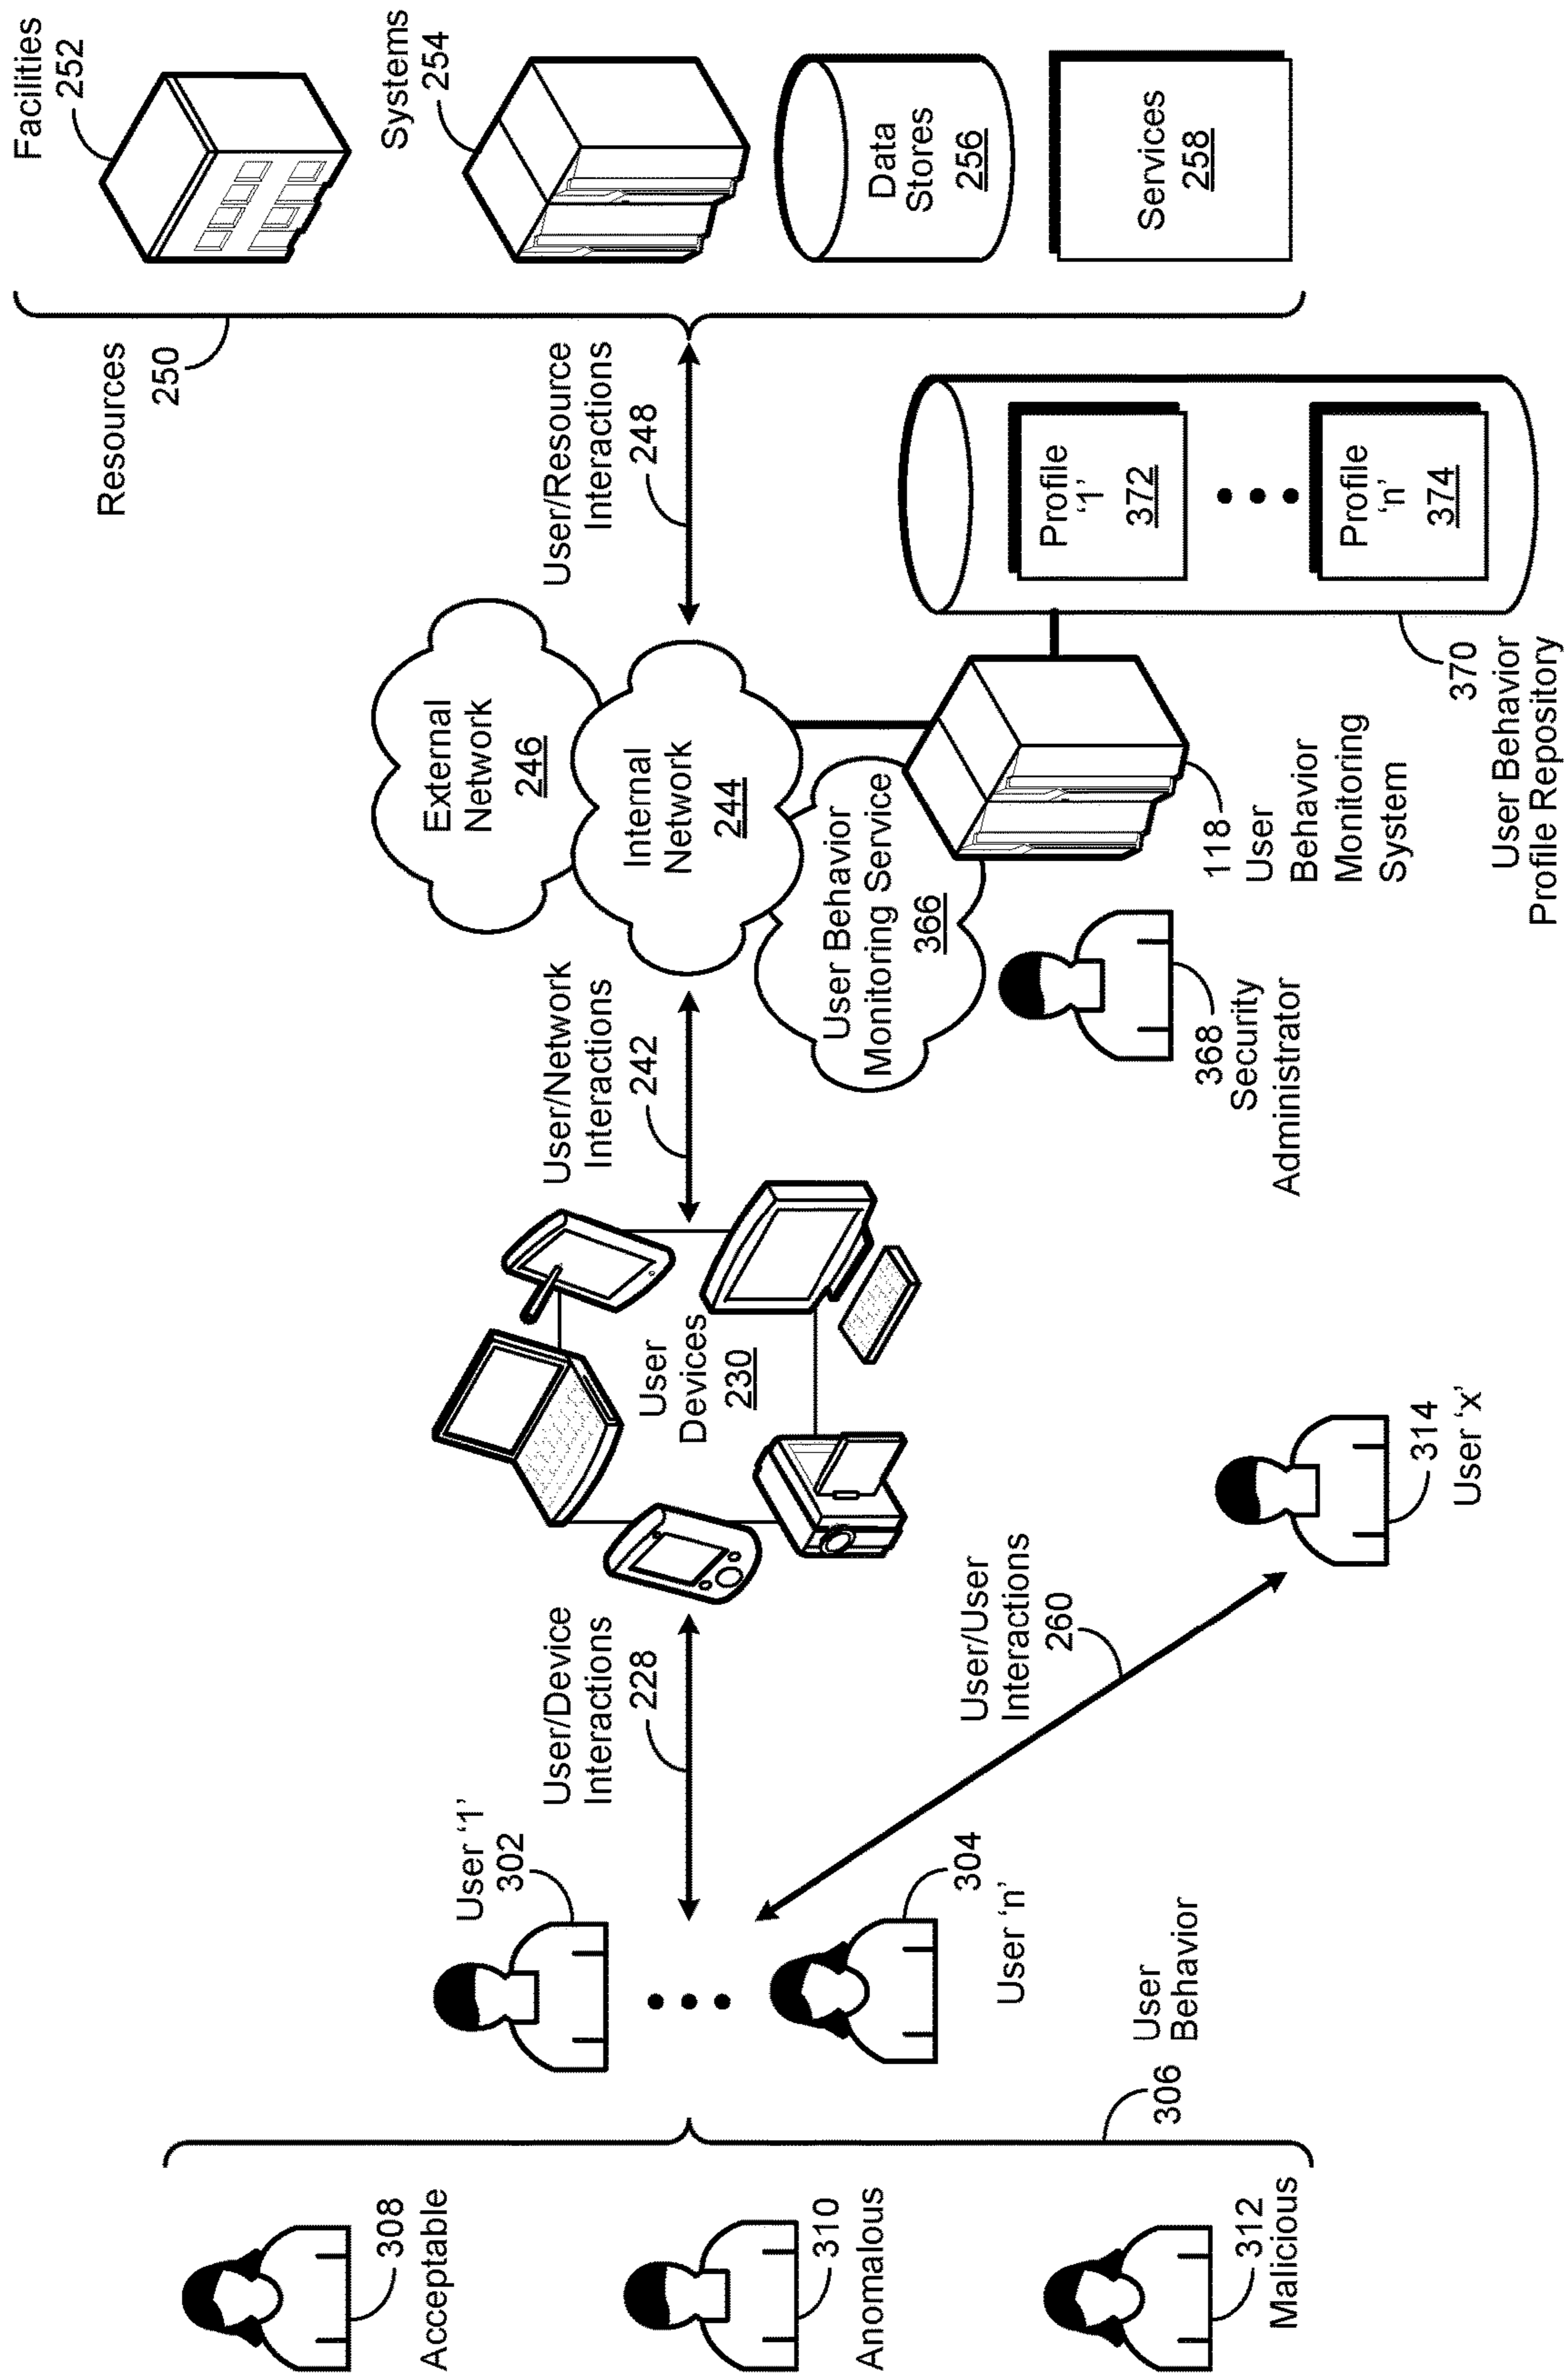 308
Acceptable
310
Anomalous
312
Malicious
306
User
Behavior
User ‘1’
302
304
User ‘n’
User/Device
Interactions
228
User/User
Interactions
260
314
User ‘x’
User
Devices
230
User/Network
Interactions
242
External
Network
246
Internal
Network
244
User Behavior
Monitoring Service
366
368
Security
Administrator
118
User
Behavior
Monitoring
System
User/Resource
Interactions
248
Profile
‘1’
372
Profile
‘n’
374
370
User Behavior
Profile Repository
Resources
250
Facilities
252
Systems
254
Data
Stores
256
Services
258